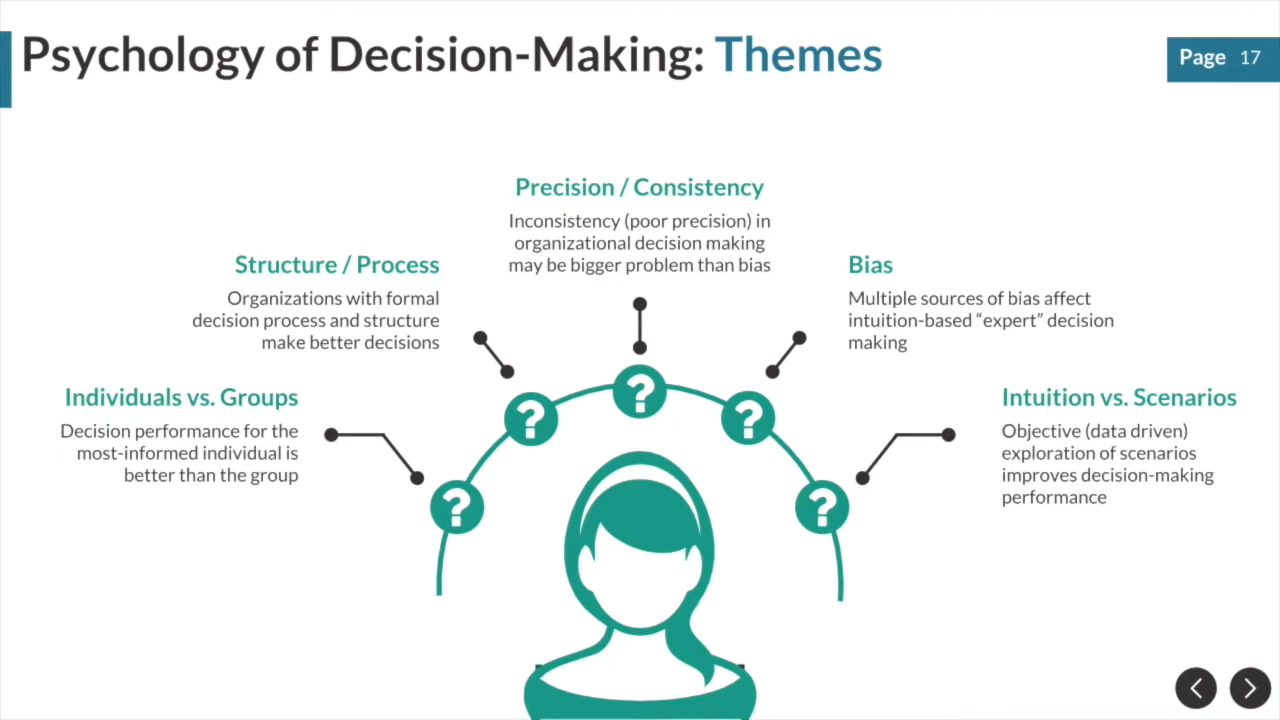 Psychology of Decision-Making: Themes
Page 17
Precision / Consistency
Inconsistency (poor precision) in
organizational decision making
may be bigger problem than bias
Structure / Process
Organizations with formal
decision process and structure
make better decisions
Bias
Multiple sources of bias affect
intuition-based “expert” decision
making
Individuals vs. Groups
Decision performance for the
most-informed individual is
better than the group
Intuition vs. Scenarios
Objective (data driven)
exploration of scenarios
improves decision-making
performance
?
?
?
?
?